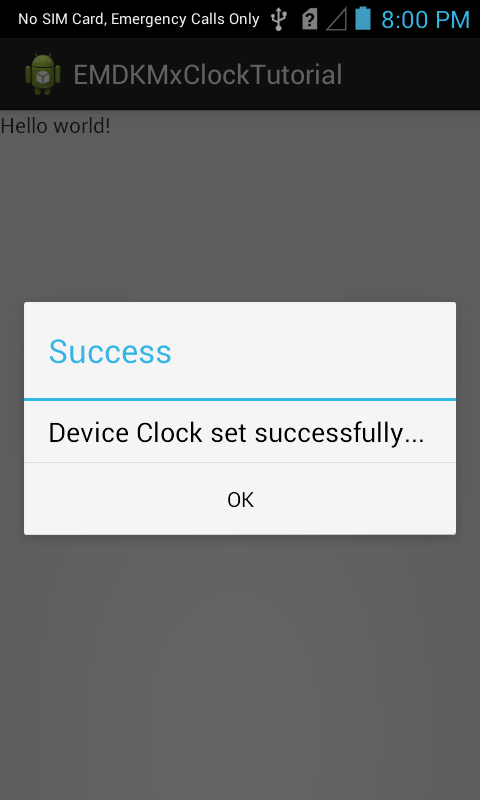 No SIM Card, Emergency Calls Only 8:00 PM
EMDKMxClockTutorial
Hello world!
Success
Device Clock set successfully...
OK